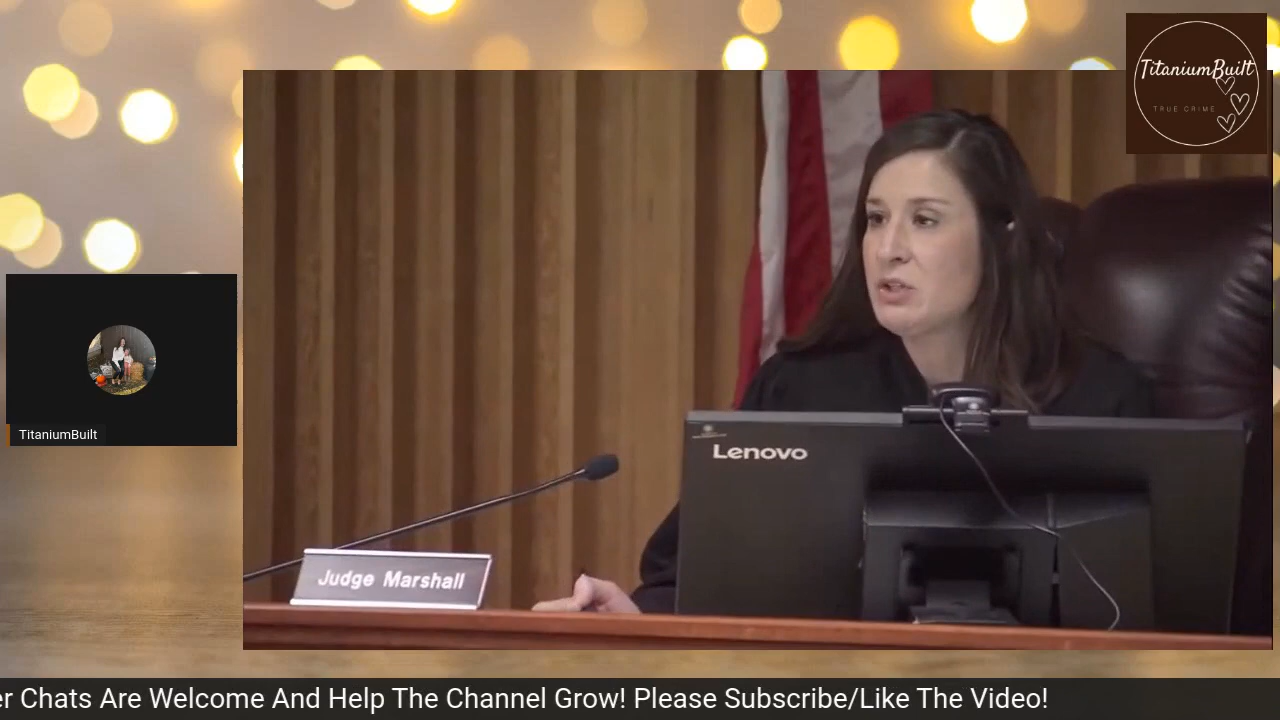 TitaniumBuilt
TRUE CRIME
Lenovo
TitaniumBuilt
Judge Marshall
er Chats Are Welcome And Help The Channel Grow! Please Subscribe/Like The Video!